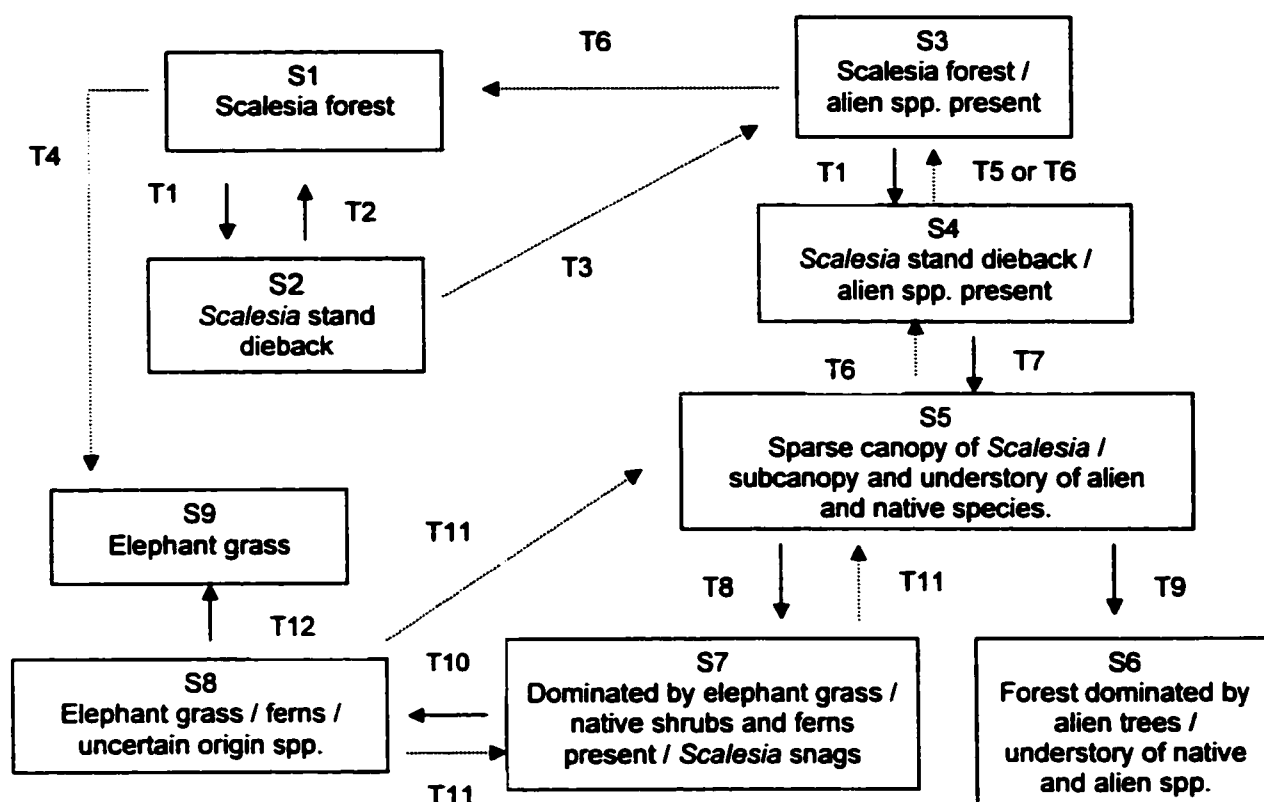 T6
S1
Scalesia forest
S3
Scalesia forest /
alien spp. present
T4
T1
T2
T1
T5 or T6
S2
Scalesia stand
dieback
T3
S4
Scalesia stand dieback /
alien spp. present
T6
T7
S5
Sparse canopy of Scalesia /
subcanopy and understory of alien
and native species.
S9
Elephant grass
T11
T8
T11
T9
T12
S8
Elephant grass / ferns /
uncertain origin spp.
T10
T11
S7
Dominated by elephant grass /
native shrubs and ferns
present / Scalesia snags
S6
Forest dominated by
alien trees /
understory of native
and alien spp.